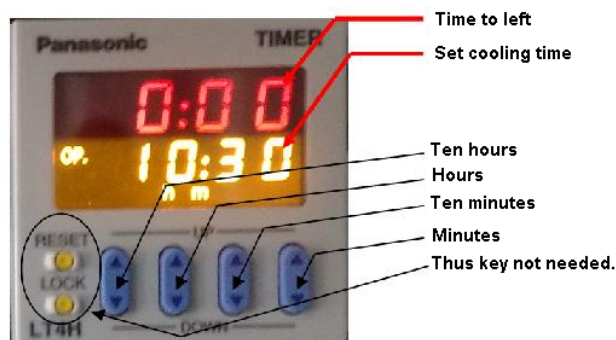 Time to left
Panasonic TIMER
Set cooling time
0:00
OP. 10:30
h m
Ten hours
Hours
Ten minutes
Minutes
Thus key not needed.
RESET
UP
LOCK
LT4H
DOWN